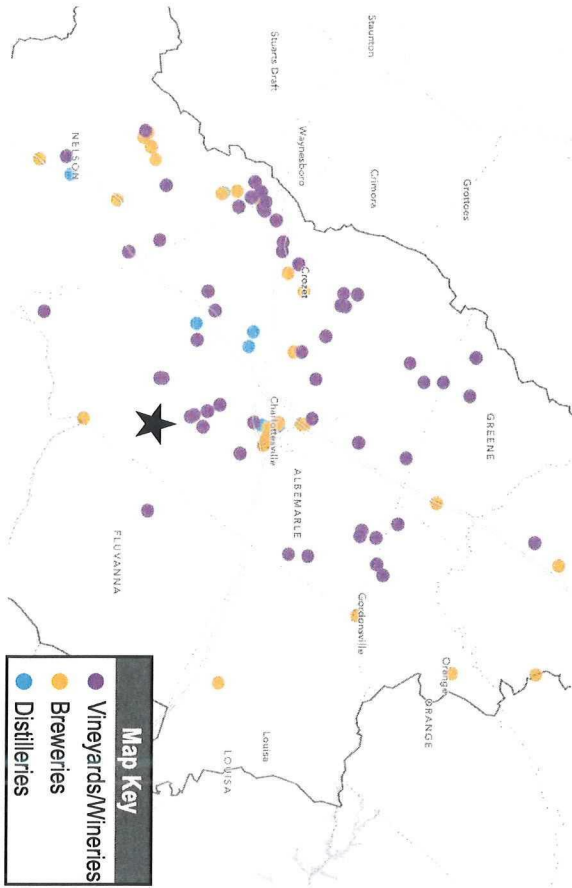 Staunton
Stuarts Draft
Waynesboro
Crimora
Grottoes
NELSON
Crozet
GREENE
Charlottesville
ALBEMARLE
FLUVANNA
Gordonsville
Orange
ORANGE
Louisa
LOUISA
Map Key
Vineyards/Wineries
Breweries
Distilleries